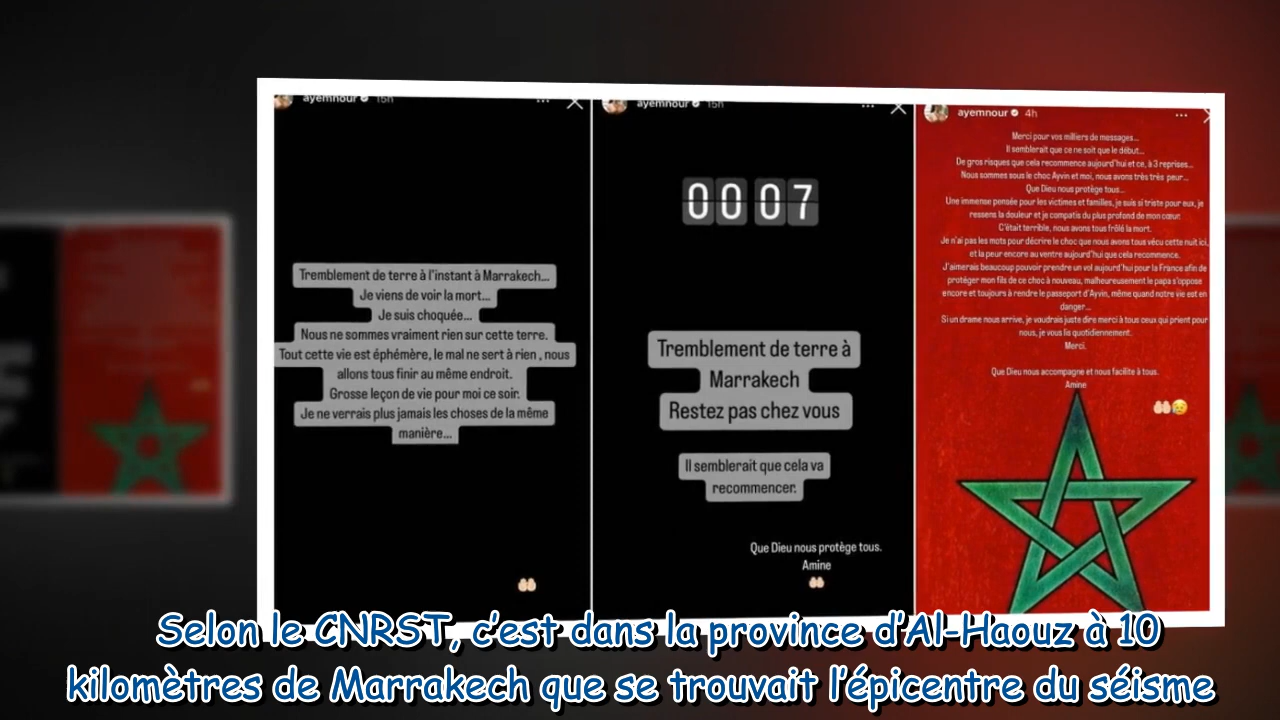 ayemnour 15h
Tremblement de terre à l'instant à Marrakech...
Je viens de voir la mort...
Je suis choquée...
Nous ne sommes vraiment rien sur cette terre.
Tout cette vie est éphémère, le mal ne sert à rien , nous
allons tous finir au même endroit.
Grosse leçon de vie pour moi ce soir.
Je ne verrais plus jamais les choses de la même
manière...
ayemnour 15h
00 07
Tremblement de terre à
Marrakech
Restez pas chez vous
Il semblerait que cela va
recommencer.
Que Dieu nous protège tous.
Amine
ayemnour 4h
Merci pour vos milliers de messages...
Il semblerait que ce ne soit que le début...
De gros risques que cela recommence aujourd'hui et ce, à 3 reprises...
Nous sommes sous le choc Ayvin et moi, nous avons très très peur...
Que Dieu nous protège tous...
Une immense pensée pour les victimes et familles, je suis si triste pour eux, je
ressens la douleur et je compatis du plus profond de mon cœur.
C'était terrible, nous avons tous frôlé la mort.
Je n'ai pas les mots pour décrire le choc que nous avons tous vécu cette nuit ici,
et la peur encore au ventre aujourd'hui que cela recommence.
J'aimerais beaucoup pouvoir prendre un vol aujourd'hui pour la France afin de
protéger mon fils de ce choc à nouveau, malheureusement le papa s'oppose
encore et toujours à rendre le passeport d'Ayvin, même quand notre vie est en
danger...
Si un drame nous arrive, je voudrais juste dire merci à tous ceux qui prient pour
nous, je vous lis quotidiennement.
Merci.
Que Dieu nous accompagne et nous facilite à tous.
Amine
Selon le CNRST, c'est dans la province d'Al-Haouz à 10
kilomètres de Marrakech que se trouvait l'épicentre du séisme